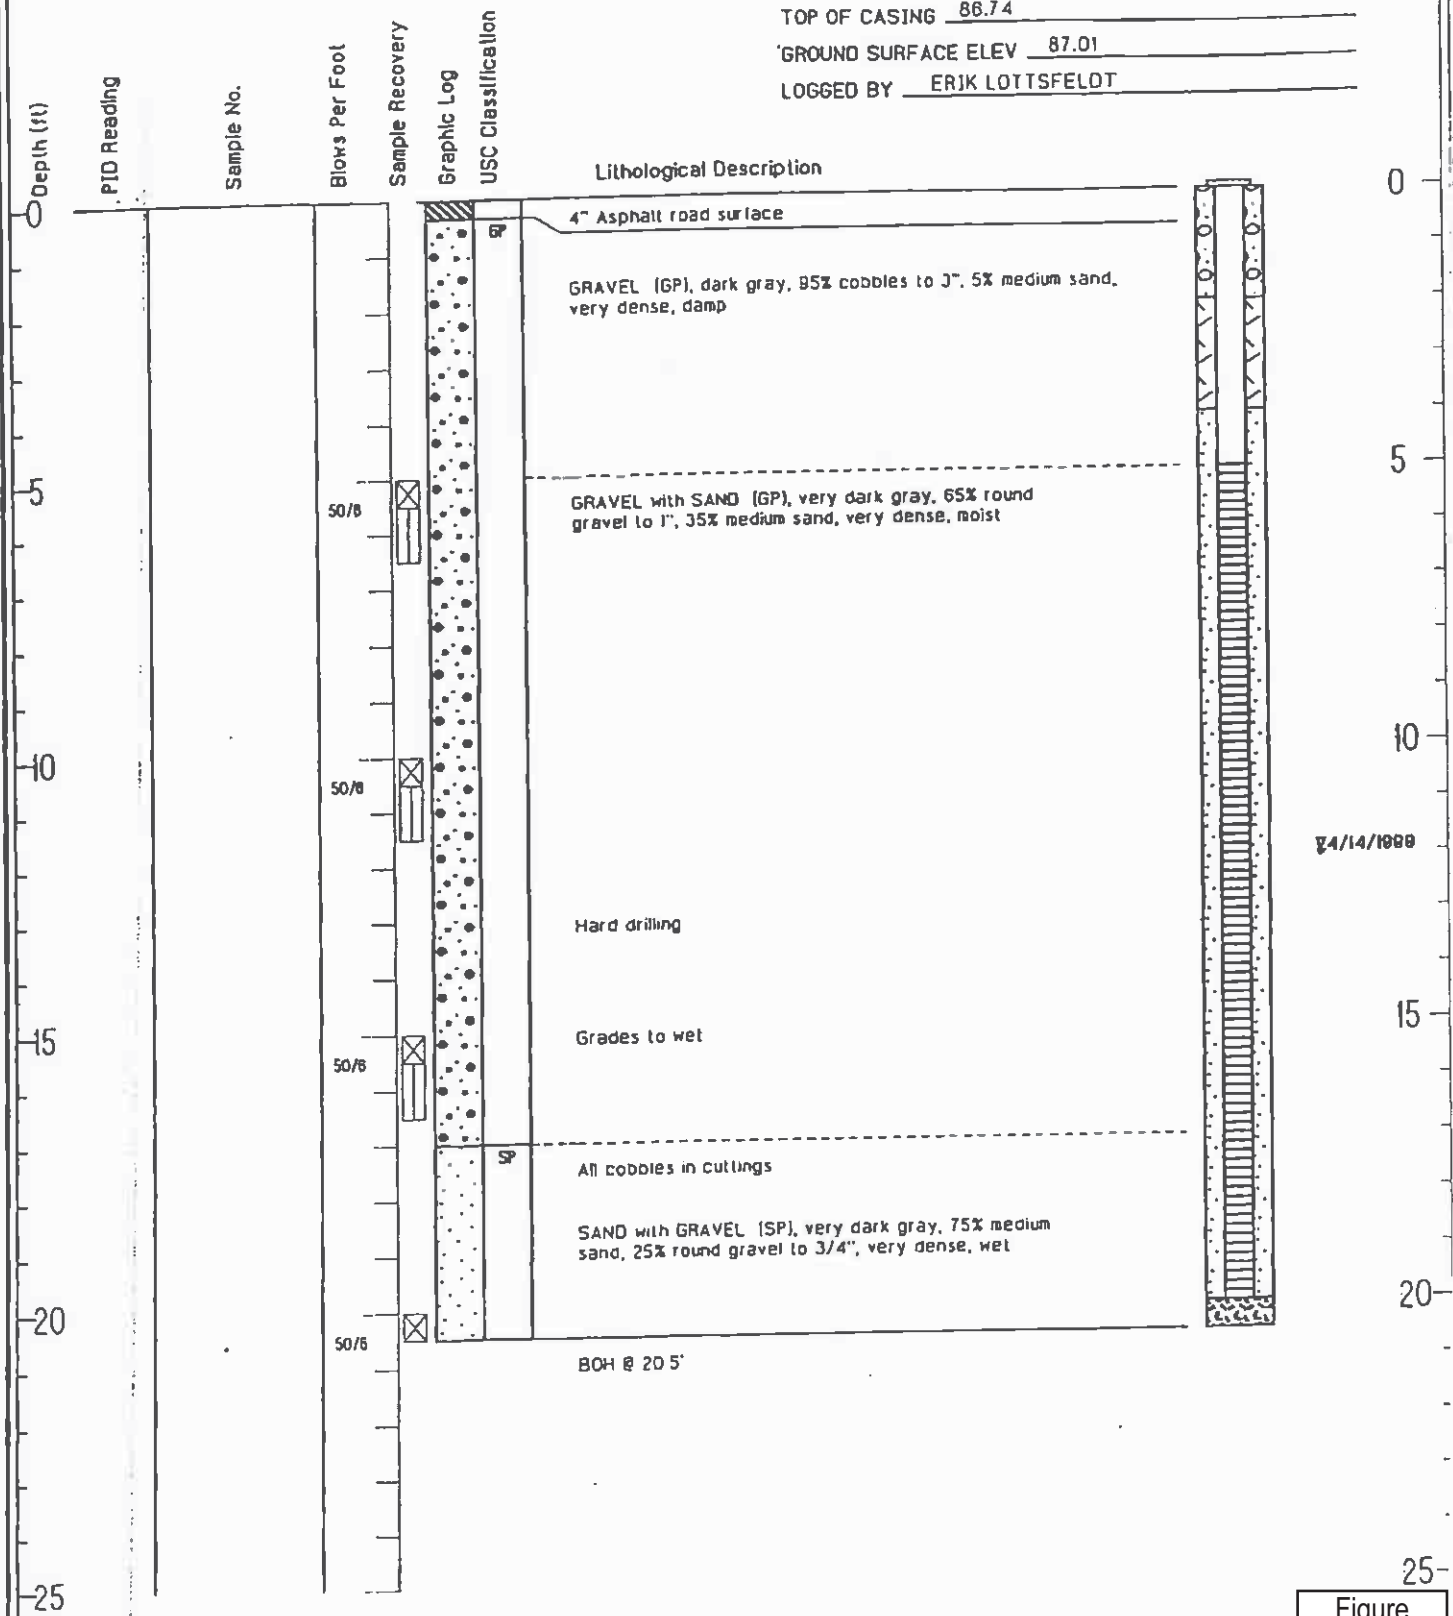 TOP OF CASING 86.74
GROUND SURFACE ELEV 87.01
LOGGED BY ERIK LOTTSFELDT
Depth (ft)
PID Reading
Sample No.
Blows Per Foot
Sample Recovery
Graphic Log
USC Classification
Lithological Description
0
0
4" Asphalt road surface
GP
GRAVEL (GP), dark gray, 95% cobbles to 3", 5% medium sand,
very dense, damp
5
5
50/6
GRAVEL with SAND (GP), very dark gray, 65% round
gravel to 1", 35% medium sand, very dense, moist
10
10
50/6
4/14/1999
Hard drilling
15
15
Grades to wet
50/6
SP
All cobbles in cuttings
SAND with GRAVEL (SP), very dark gray, 75% medium
sand, 25% round gravel to 3/4", very dense, wet
20
20
50/6
BOH @ 20.5'
25
25
Figure